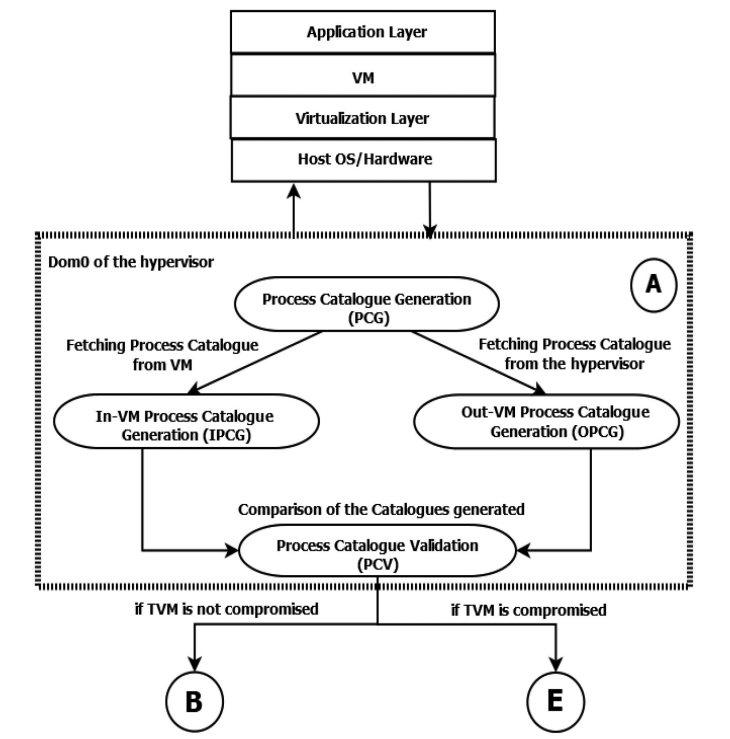 Application Layer
VM
Virtualization Layer
Host OS/Hardware
Dom0 of the hypervisor
A
Process Catalogue Generation
(PCG)
Fetching Process Catalogue
from VM
Fetching Process Catalogue
from the hypervisor
In-VM Process Catalogue
Generation (IPCG)
Out-VM Process Catalogue
Generation (OPCG)
Comparison of the Catalogues generated
Process Catalogue Validation
(PCV)
if TVM is not compromised
if TVM is compromised
B
E